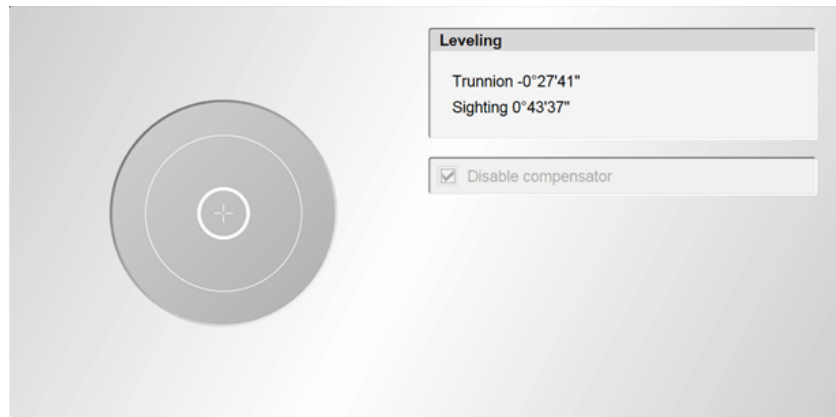 Leveling
Trunnion -0°27'41"
Sighting 0°43'37"
Disable compensator